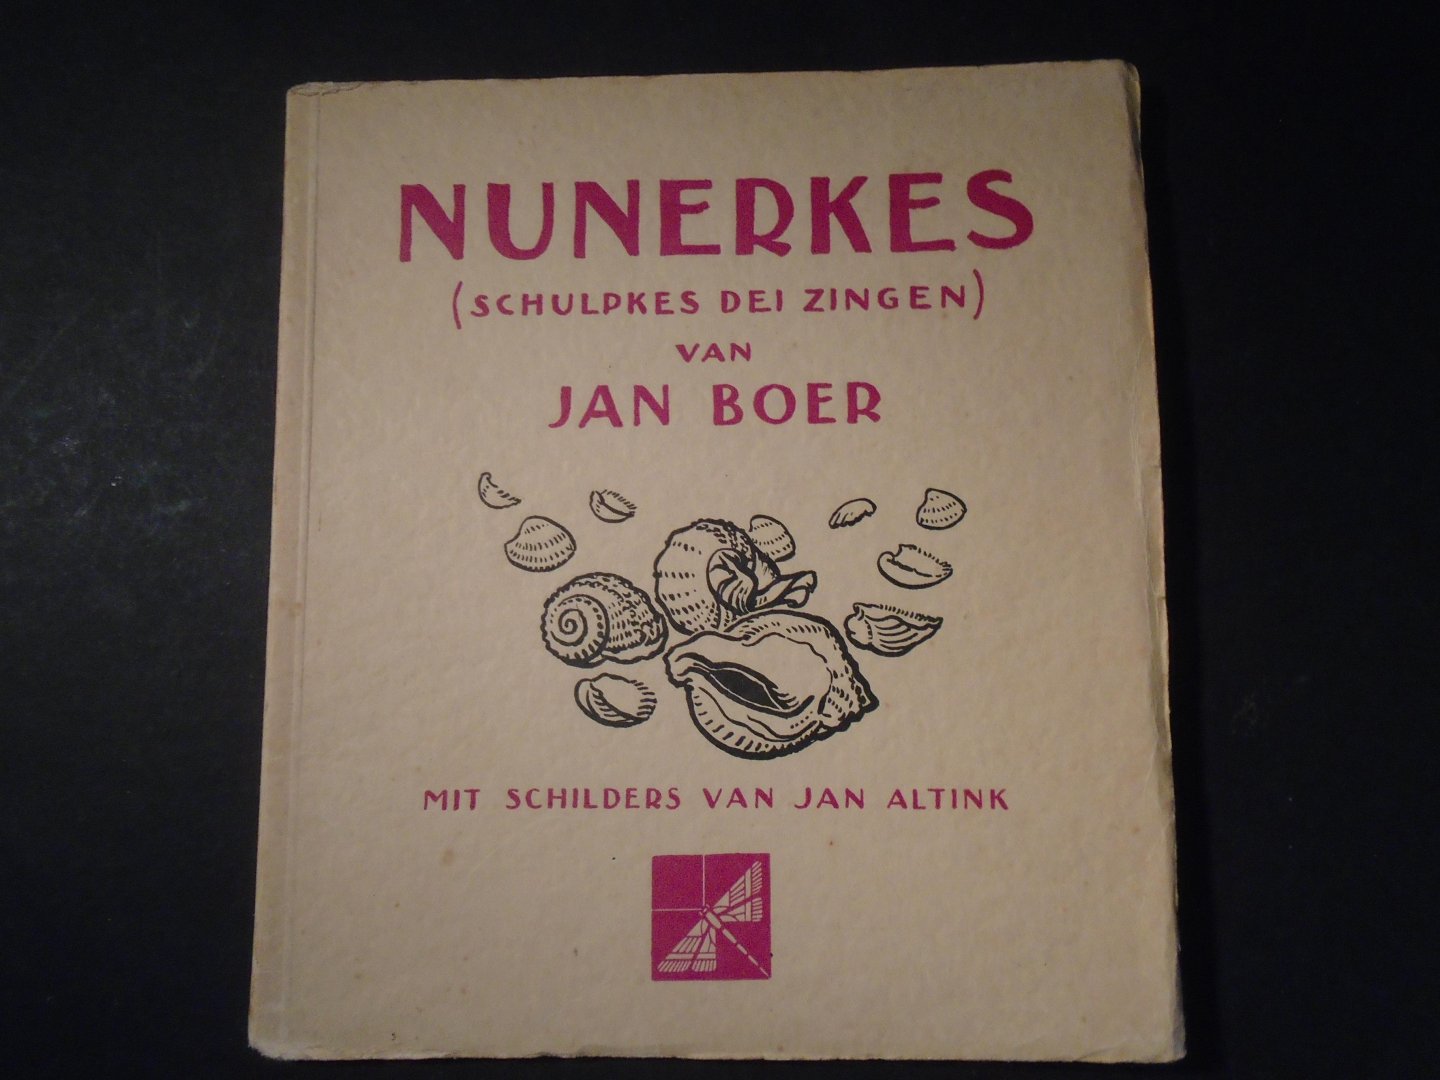 NUNERKES
(SCHULPKES DEI ZINGEN)
VAN
JAN BOER
MIT SCHILDERS VAN JAN ALTINK